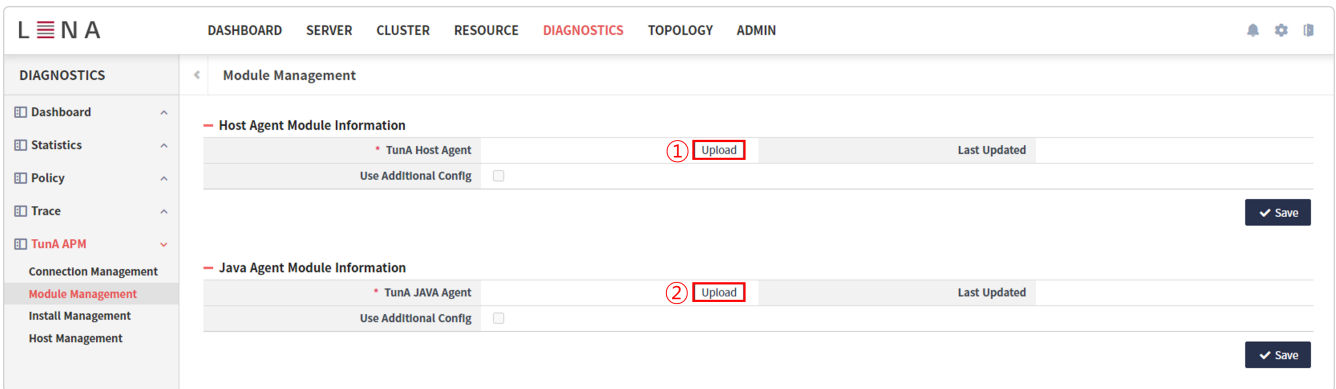 LENA DASHBOARD SERVER CLUSTER RESOURCE DIAGNOSTICS TOPOLOGY ADMIN
DIAGNOSTICS
Module Management
Dashboard
Statistics
Policy
Trace
TunA APM
Connection Management
Module Management
Install Management
Host Management
Host Agent Module Information
* TunA Host Agent ① Upload Last Updated
Use Additional Config
Save
Java Agent Module Information
* TunA JAVA Agent ② Upload Last Updated
Use Additional Config
Save